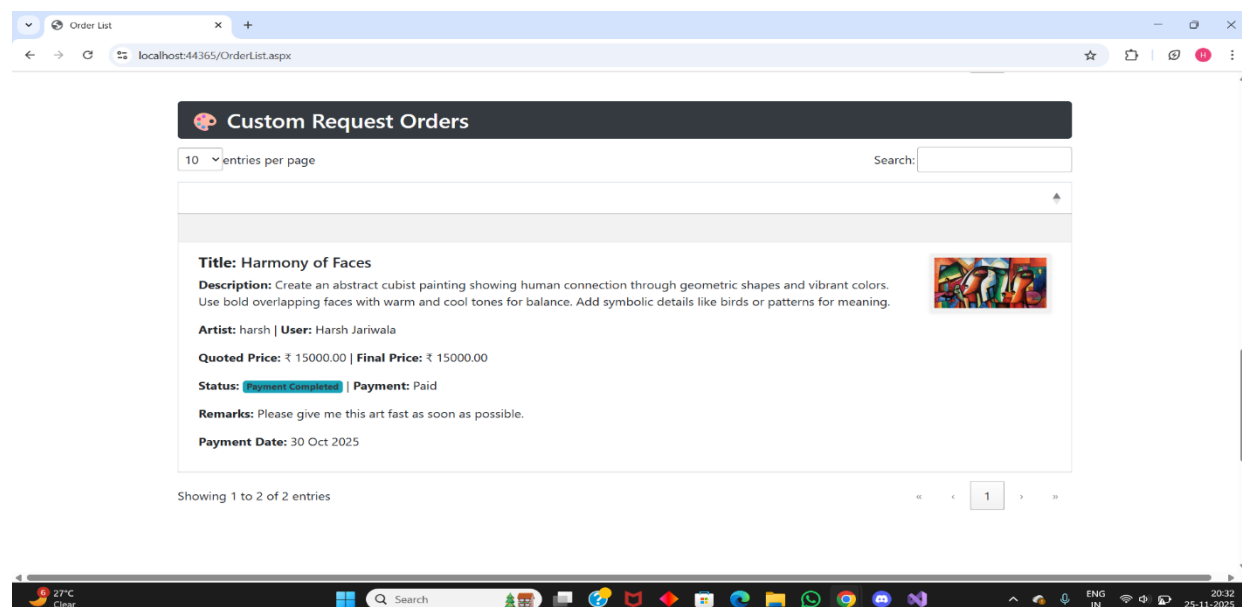 Order List
localhost:44365/OrderList.aspx
H
Custom Request Orders
10 entries per page
Search:
Title: Harmony of Faces
Description: Create an abstract cubist painting showing human connection through geometric shapes and vibrant colors.
Use bold overlapping faces with warm and cool tones for balance. Add symbolic details like birds or patterns for meaning.
Artist: harsh | User: Harsh Jariwala
Quoted Price: ₹ 15000.00 | Final Price: ₹ 15000.00
Status: Payment Completed | Payment: Paid
Remarks: Please give me this art fast as soon as possible.
Payment Date: 30 Oct 2025
Showing 1 to 2 of 2 entries
« ‹ 1 › »
6 27°C
Clear
Search
ENG
IN
20:32
25-11-2025